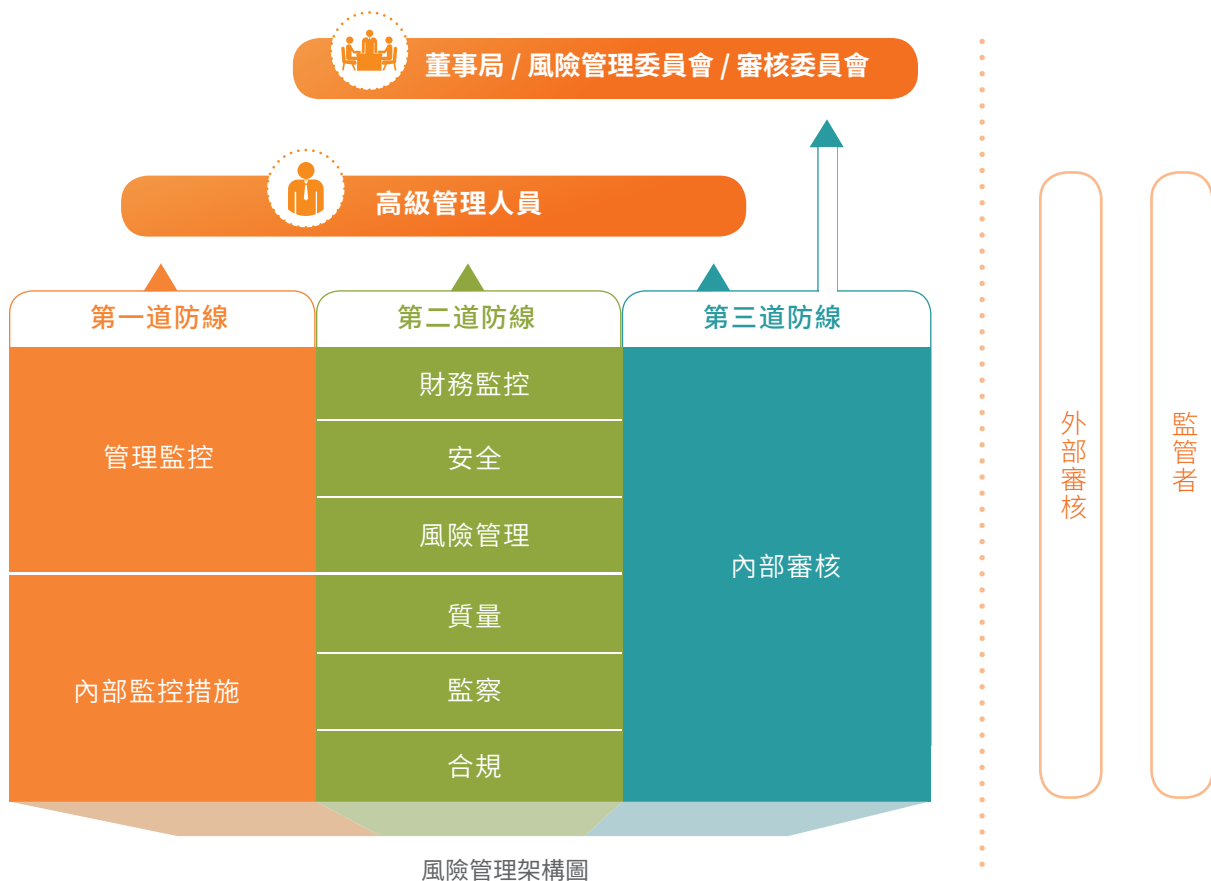 董事局 / 風險管理委員會 / 審核委員會
高級管理人員
第一道防線
第二道防線
第三道防線
管理監控
內部監控措施
財務監控
安全
風險管理
質量
監察
合規
內部審核
外部審核
監管者
風險管理架構圖